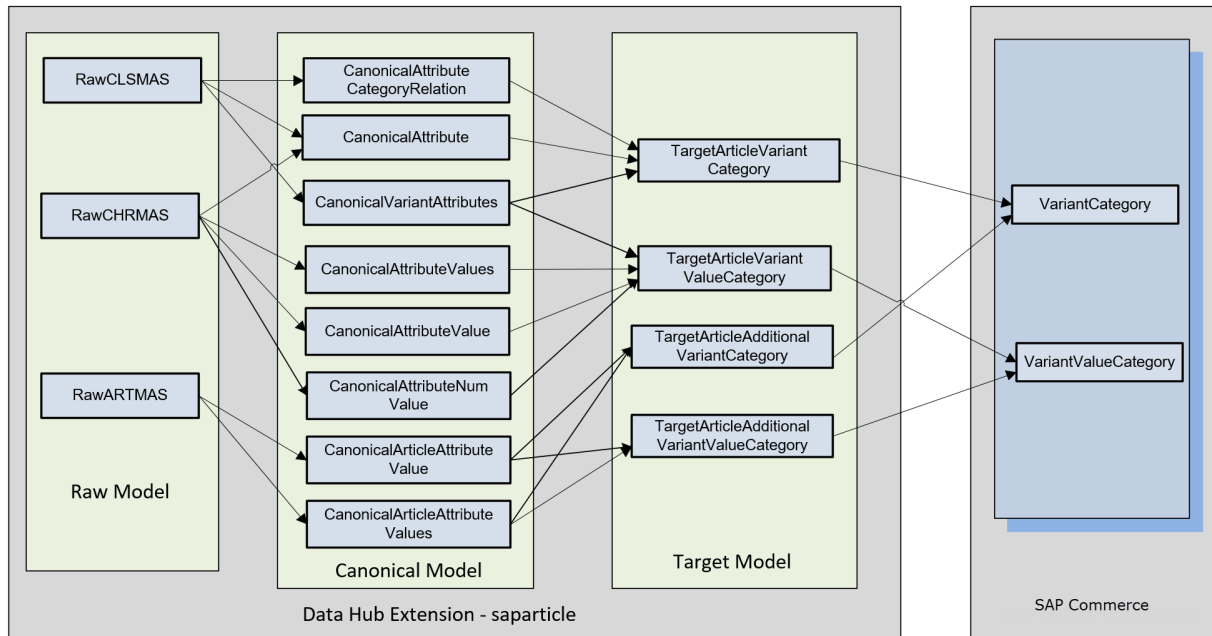 RawCLSMAS
RawCHRMAS
RawARTMAS
Raw Model
CanonicalAttribute
CategoryRelation
CanonicalAttribute
CanonicalVariantAttributes
CanonicalAttributeValues
CanonicalAttributeValue
CanonicalAttributeNum
Value
CanonicalArticleAttribute
Value
CanonicalArticleAttribute
Values
Canonical Model
TargetArticleVariant
Category
TargetArticleVariant
ValueCategory
TargetArticleAdditional
VariantCategory
TargetArticleAdditional
VariantValueCategory
Target Model
Data Hub Extension - saparticle
VariantCategory
VariantValueCategory
SAP Commerce